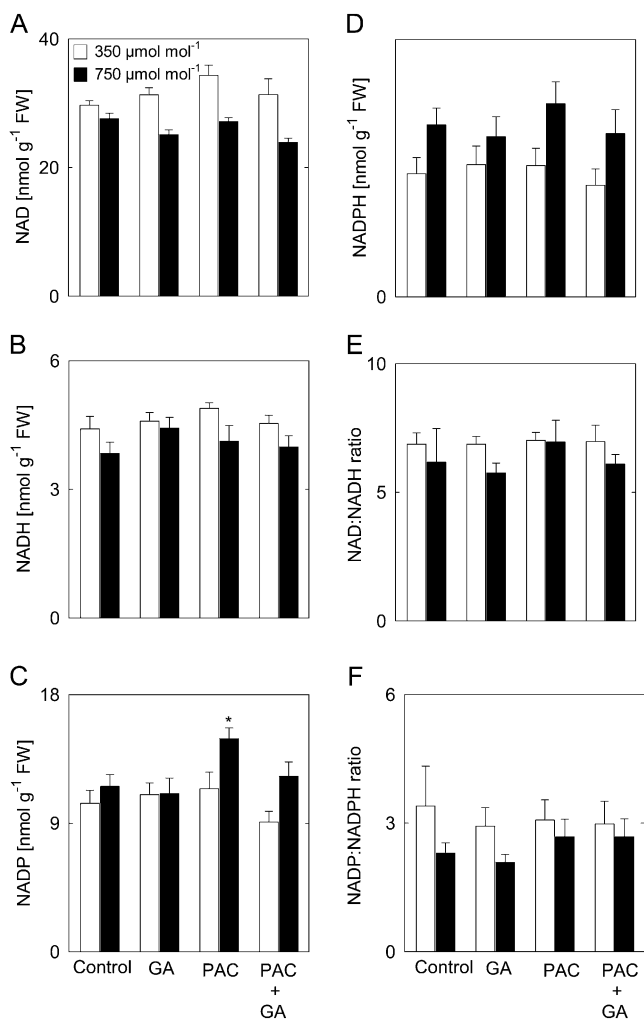 A
40
350 µmol mol⁻¹
750 µmol mol⁻¹
20
0
NAD [nmol g⁻¹ FW]
B
6
3
0
NADH [nmol g⁻¹ FW]
C
18
*
9
0
NADP [nmol g⁻¹ FW]
Control GA PAC PAC
+
GA
D
0
NADPH [nmol g⁻¹ FW]
E
10
5
0
NAD:NADH ratio
F
6
3
0
NADP:NADPH ratio
Control GA PAC PAC
+
GA